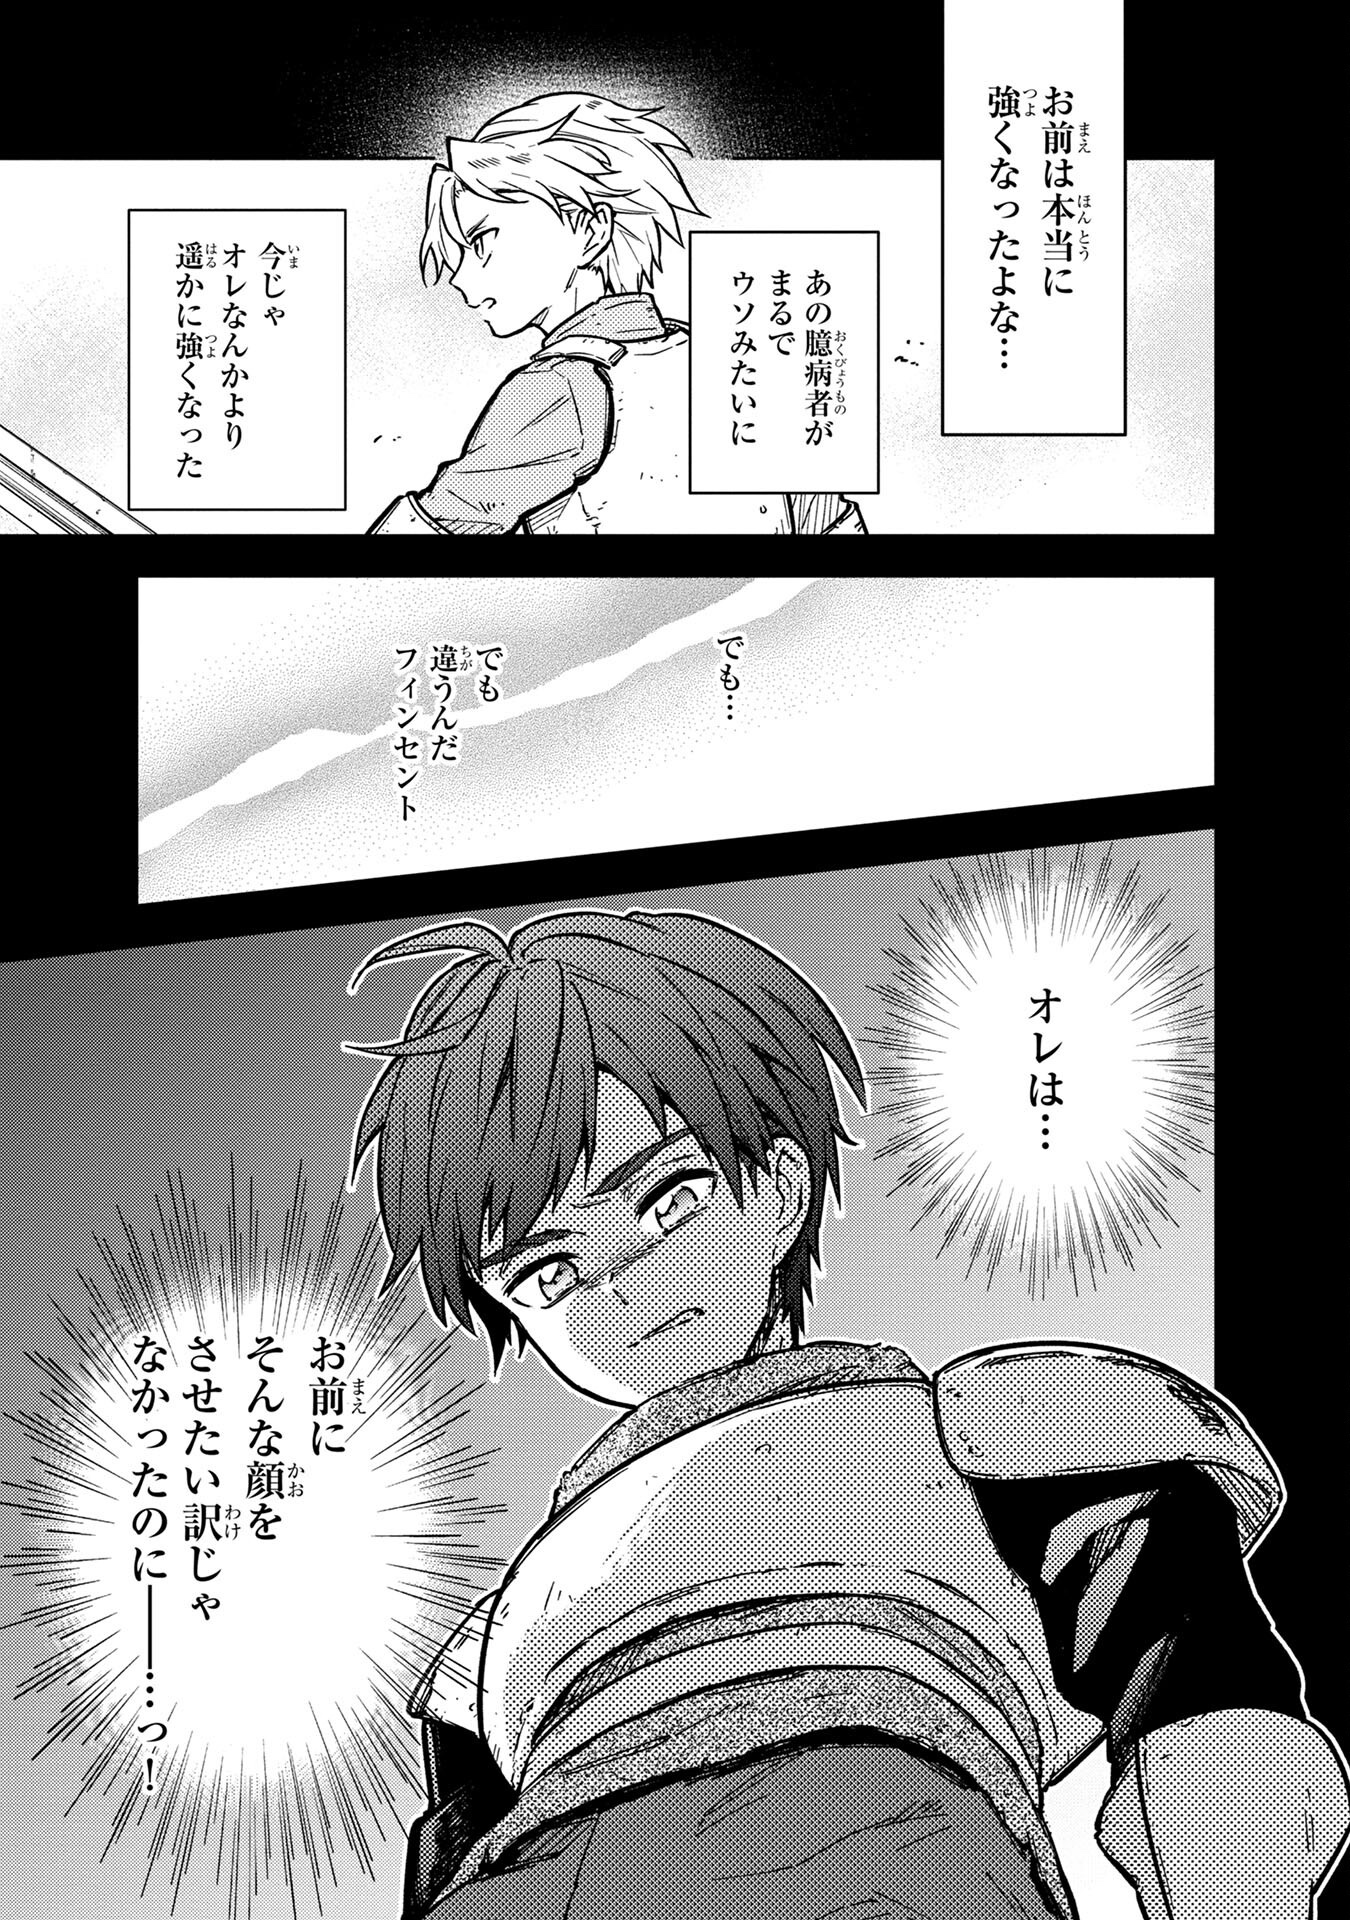 お前は本当に
強くなったよな…
あの臆病者が
まるで
ウソみたいに
今じゃ
オレなんかより
遥かに強くなった
でも…
でも
違うんだ
フィンセント
オレは…
お前に
そんな顔を
させたい訳じゃ
なかったのに――…っ！